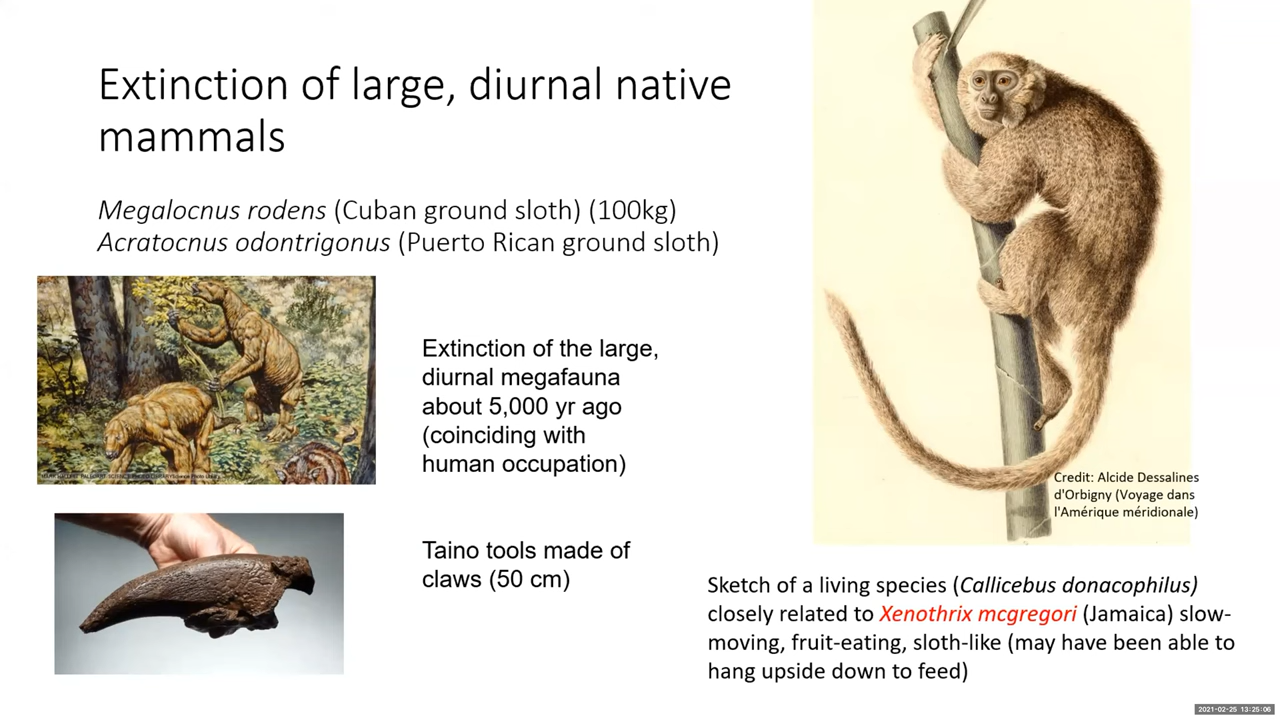 Extinction of large, diurnal native
mammals
Megalocnus rodens (Cuban ground sloth) (100kg)
Acratocnus odontrigonus (Puerto Rican ground sloth)
Extinction of the large,
diurnal megafauna
about 5,000 yr ago
(coinciding with
human occupation)
Taino tools made of
claws (50 cm)
Credit: Alcide Dessalines
d'Orbigny (Voyage dans
l'Amérique méridionale)
Sketch of a living species (Callicebus donacophilus)
closely related to Xenothrix mcgregori (Jamaica) slow-
moving, fruit-eating, sloth-like (may have been able to
hang upside down to feed)
2021-02-25 13:25:06